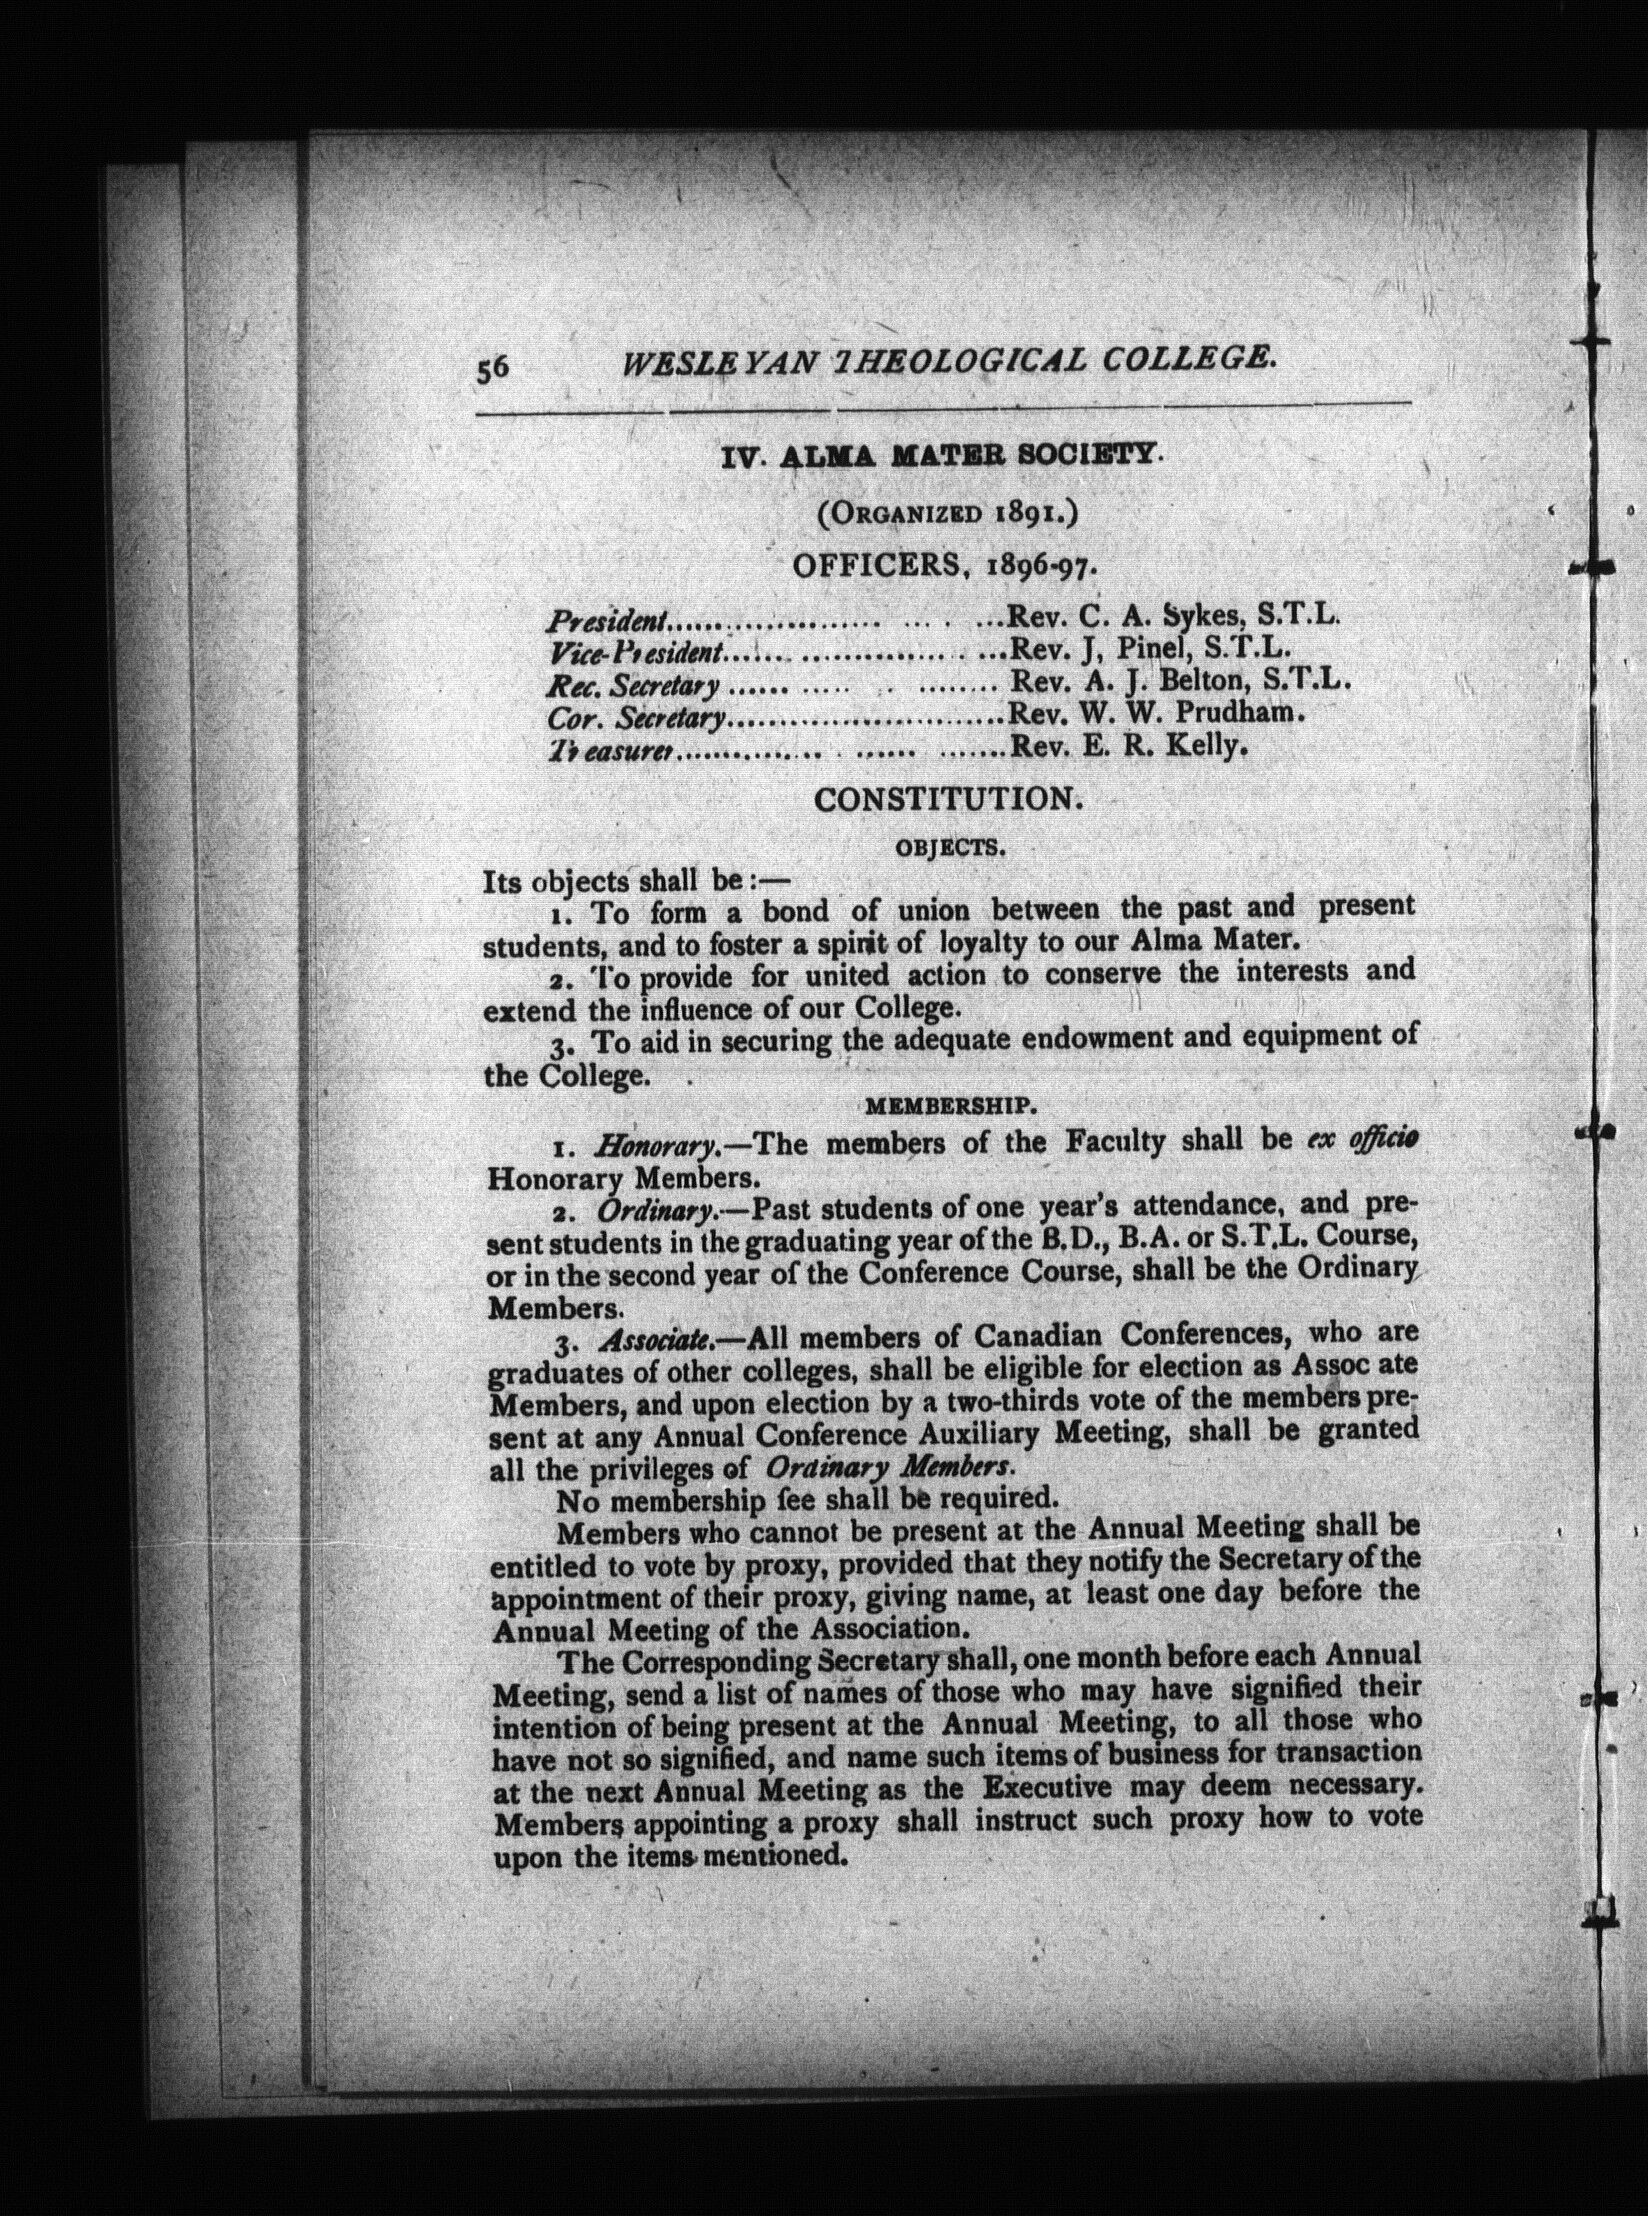 56 WESLEYAN THEOLOGICAL COLLEGE.
IV. ALMA MATER SOCIETY.
(ORGANIZED 1891.)
OFFICERS, 1896-97.
President........................ ... . ...Rev. C. A. Sykes, S.T.L.
Vice-President......................... . ...Rev. J, Pinel, S.T.L.
Rec. Secretary ...... ..... .. ........ Rev. A. J. Belton, S.T.L.
Cor. Secretary.........................Rev. W. W. Prudham.
Treasurer.............. . ...... .......Rev. E. R. Kelly.
CONSTITUTION.
OBJECTS.
Its objects shall be :—
1. To form a bond of union between the past and present
students, and to foster a spirit of loyalty to our Alma Mater.
2. To provide for united action to conserve the interests and
extend the influence of our College.
3. To aid in securing the adequate endowment and equipment of
the College.
MEMBERSHIP.
1. Honorary.—The members of the Faculty shall be ex officio
Honorary Members.
2. Ordinary.—Past students of one year's attendance, and pre-
sent students in the graduating year of the B.D., B.A. or S.T.L. Course,
or in the second year of the Conference Course, shall be the Ordinary
Members.
3. Associate.—All members of Canadian Conferences, who are
graduates of other colleges, shall be eligible for election as Assoc ate
Members, and upon election by a two-thirds vote of the members pre-
sent at any Annual Conference Auxiliary Meeting, shall be granted
all the privileges of Ordinary Members.
No membership fee shall be required.
Members who cannot be present at the Annual Meeting shall be
entitled to vote by proxy, provided that they notify the Secretary of the
appointment of their proxy, giving name, at least one day before the
Annual Meeting of the Association.
The Corresponding Secretary shall, one month before each Annual
Meeting, send a list of names of those who may have signified their
intention of being present at the Annual Meeting, to all those who
have not so signified, and name such items of business for transaction
at the next Annual Meeting as the Executive may deem necessary.
Members appointing a proxy shall instruct such proxy how to vote
upon the items mentioned.